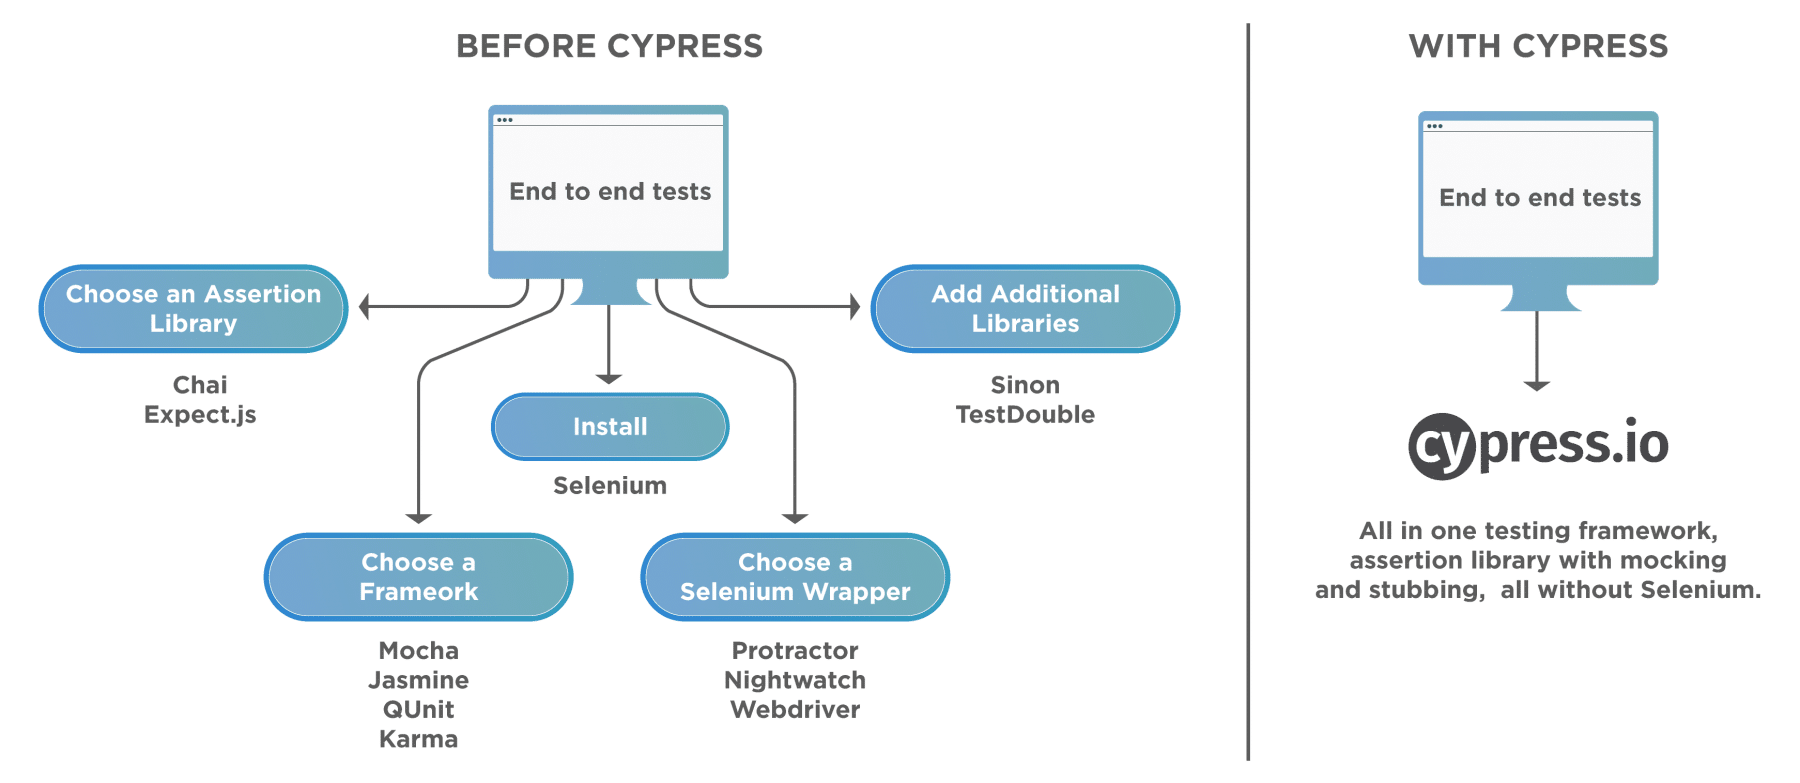 BEFORE CYPRESS
End to end tests
Choose an Assertion
Library
Chai
Expect.js
Choose a
Frameork
Mocha
Jasmine
QUnit
Karma
Install
Selenium
Choose a
Selenium Wrapper
Protractor
Nightwatch
Webdriver
Add Additional
Libraries
Sinon
TestDouble
WITH CYPRESS
End to end tests
cypress.io
All in one testing framework,
assertion library with mocking
and stubbing, all without Selenium.